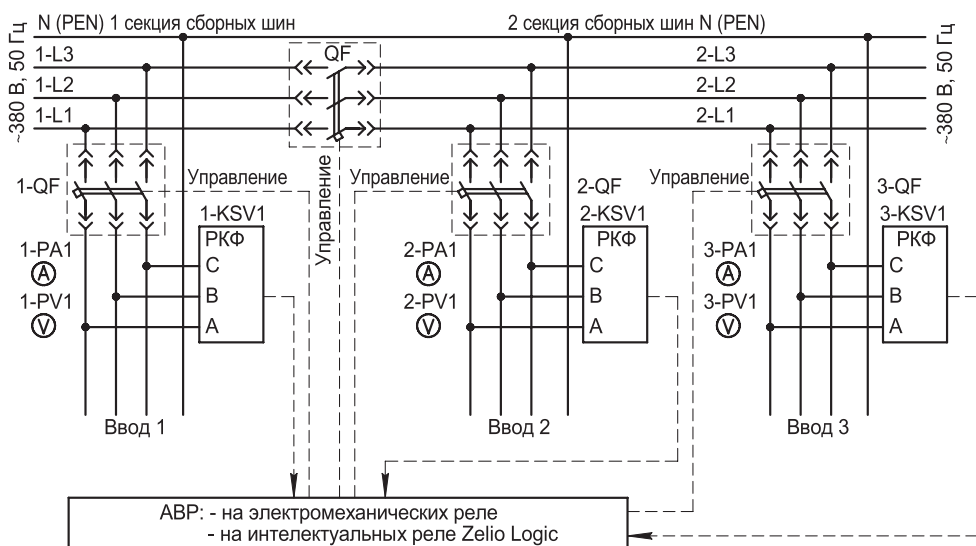 N (PEN) 1 секция сборных шин
2 секция сборных шин N (PEN)
~380 В, 50 Гц
1-L3
1-L2
1-L1
QF
2-L3
2-L2
2-L1
~380 В, 50 Гц
1-QF
Управление
Управление
Управление
2-QF
Управление
3-QF
1-KSV1
2-KSV1
3-KSV1
1-PA1
A
1-PV1
V
РКФ
C
B
A
2-PA1
A
2-PV1
V
РКФ
C
B
A
3-PA1
A
3-PV1
V
РКФ
C
B
A
Ввод 1
Ввод 2
Ввод 3
АВР: - на электромеханических реле
- на интелектуальных реле Zelio Logic